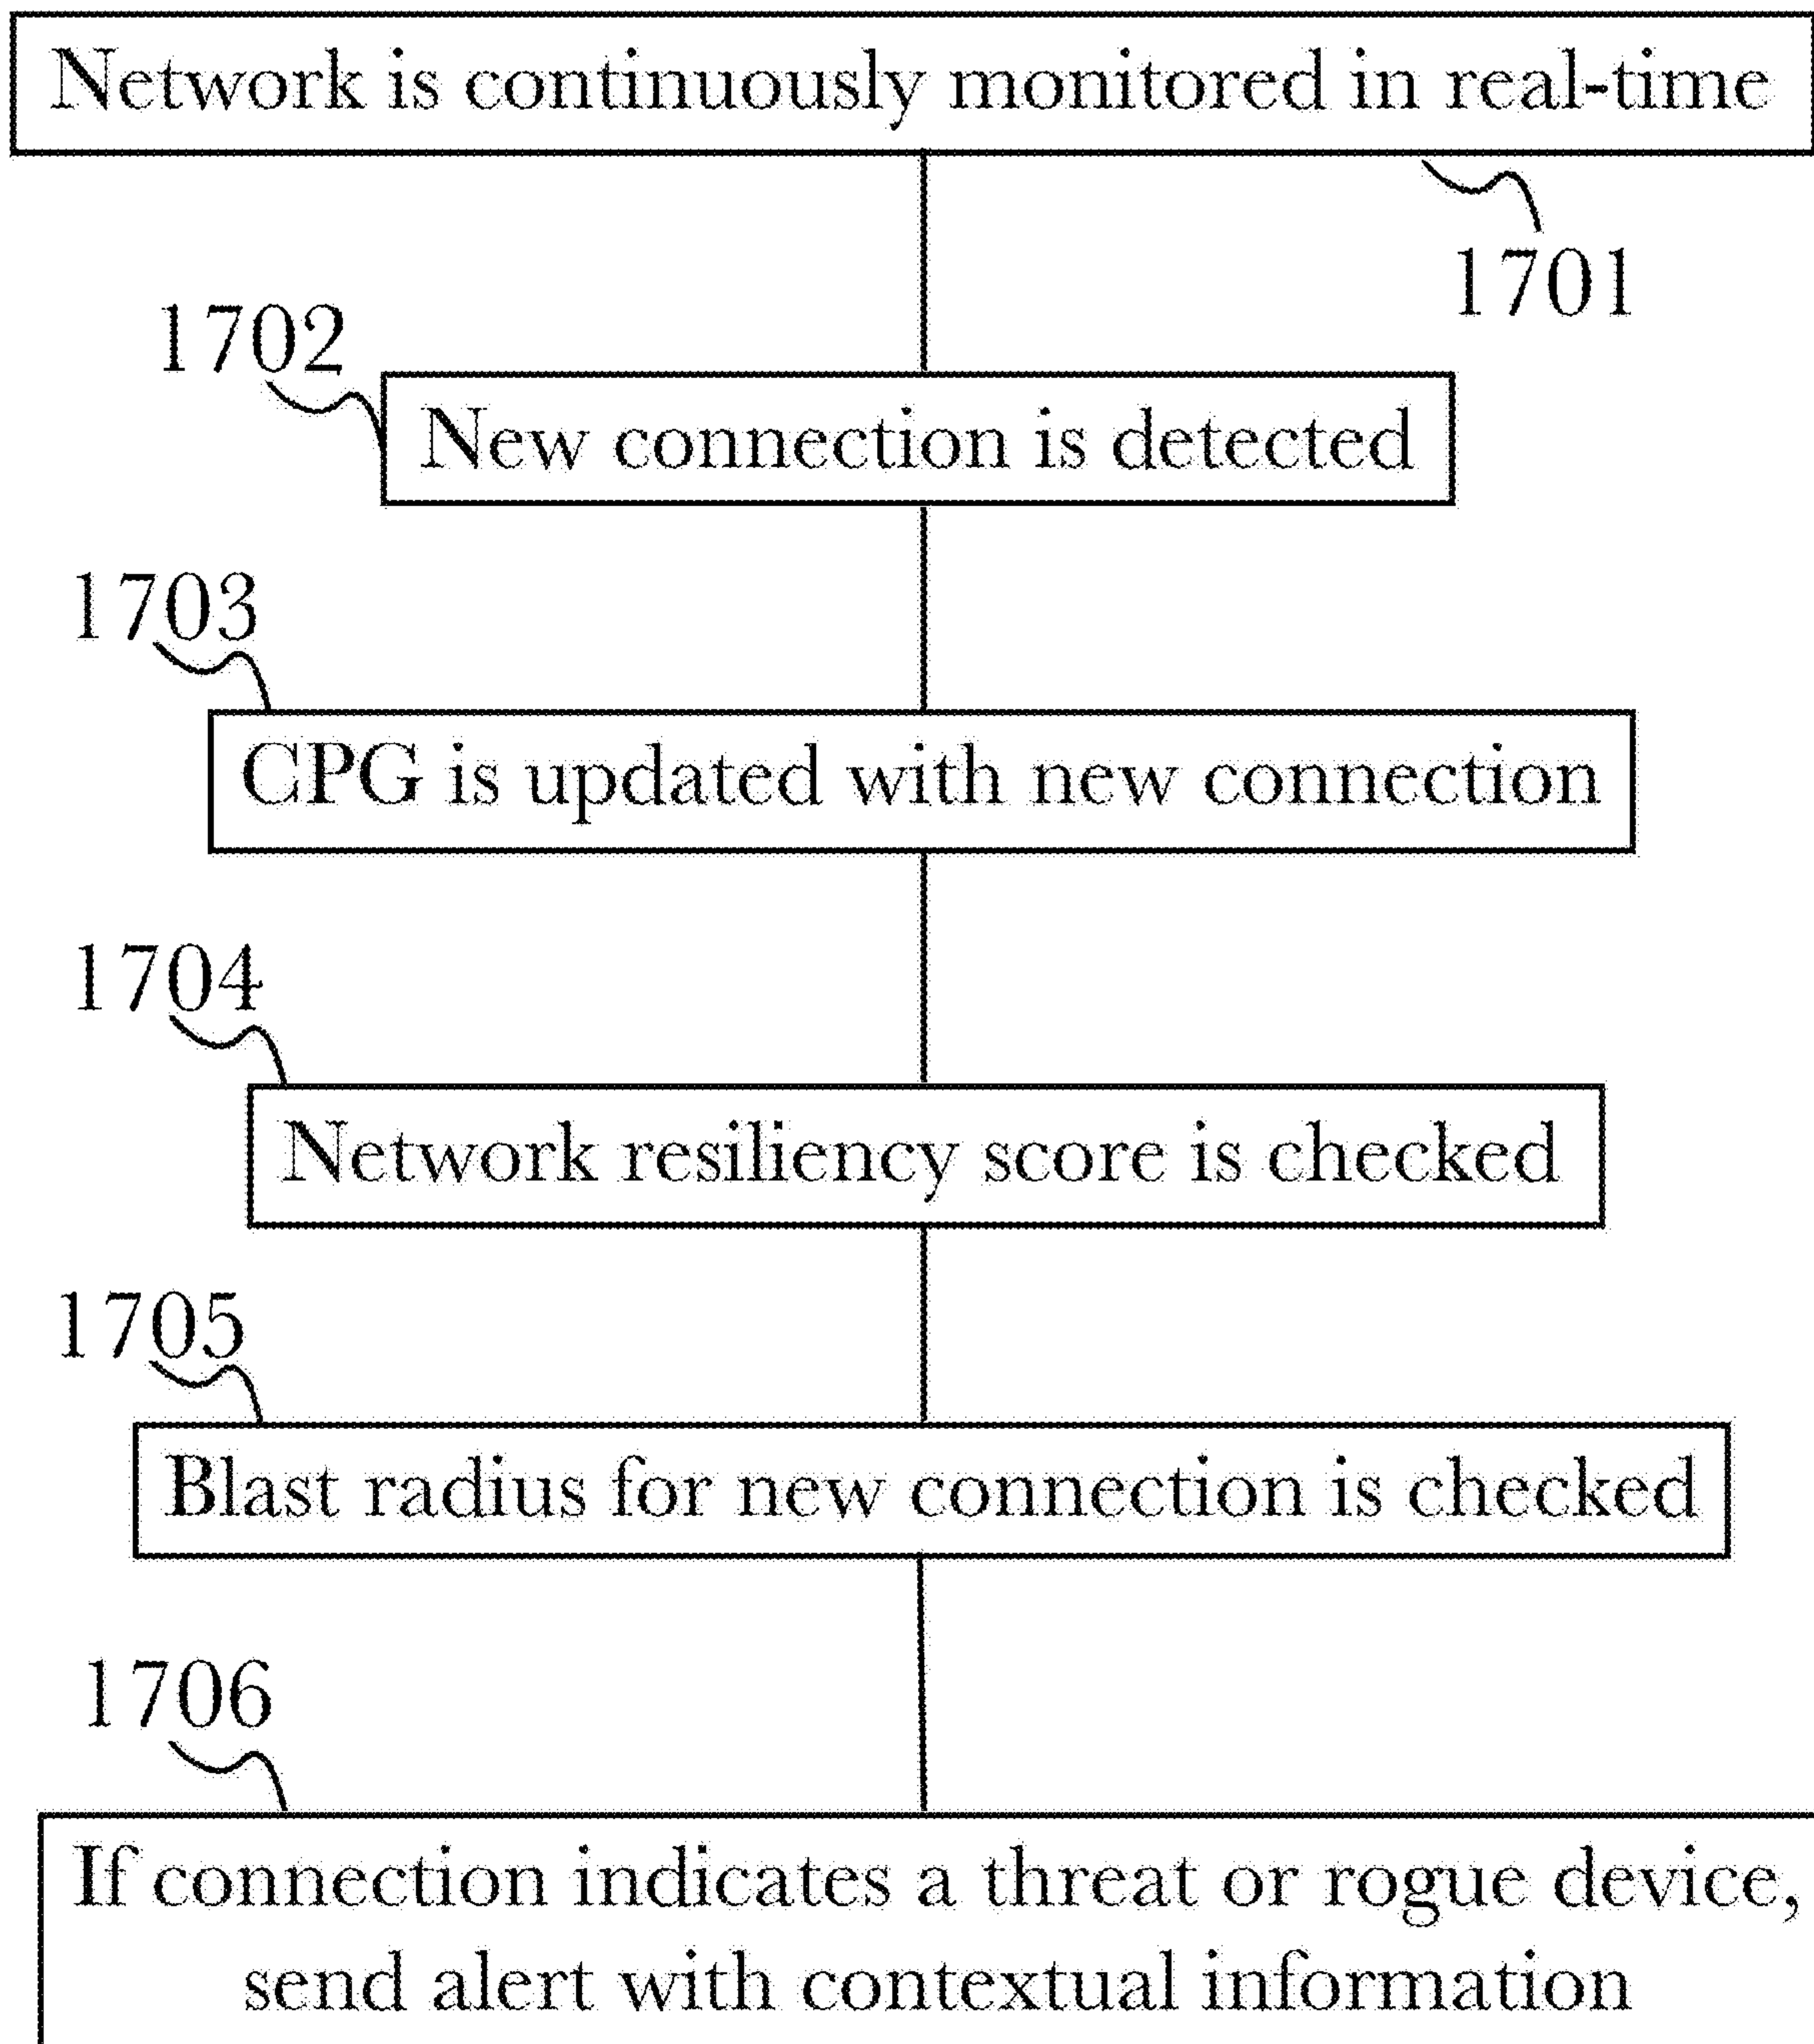 Network is continuously monitored in real-time
1701
1702
New connection is detected
1703
CPG is updated with new connection
1704
Network resiliency score is checked
1705
Blast radius for new connection is checked
1706
If connection indicates a threat or rogue device,
send alert with contextual information